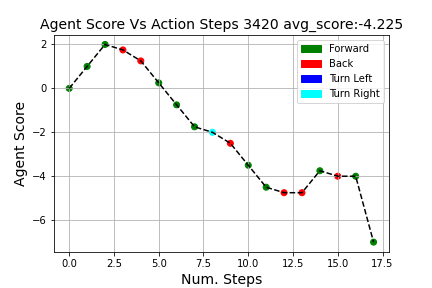 Agent Score Vs Action Steps 3420 avg_score:-4.225
Forward
Back
Turn Left
Turn Right
Agent Score
2
0
−2
−4
−6
0.0 2.5 5.0 7.5 10.0 12.5 15.0 17.5
Num. Steps